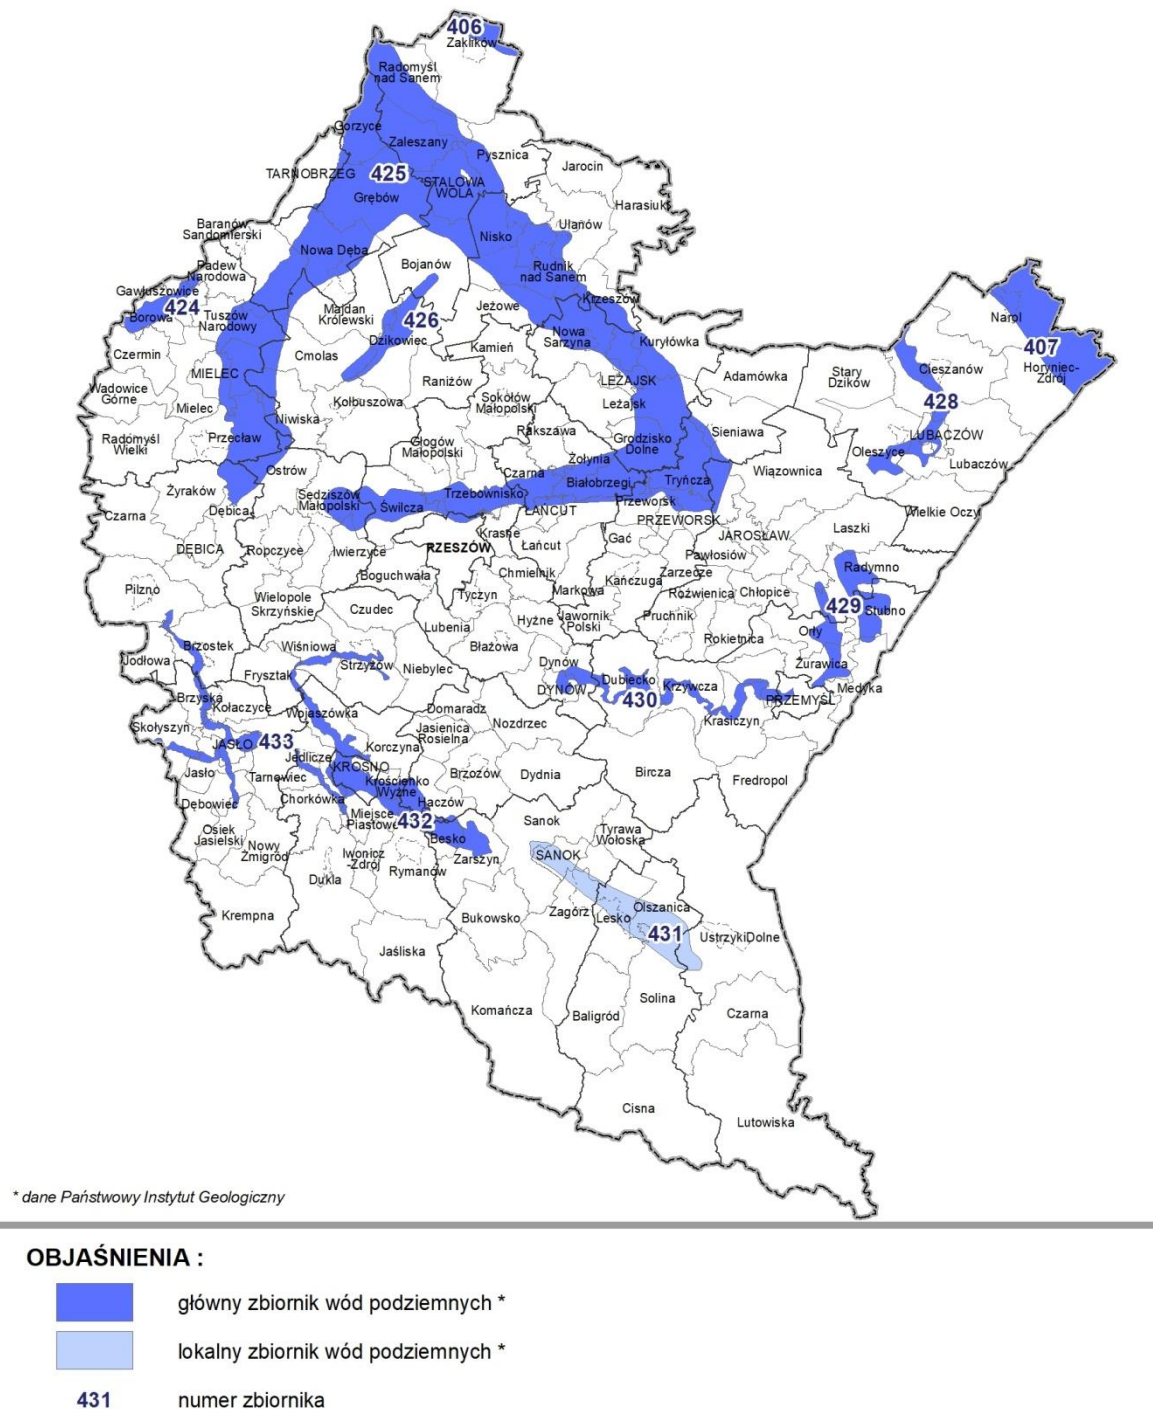 406
Zaklików
Radomyśl
nad Sanem
Gorzyce
Zaleszany
Pysznica
Jarocin
TARNOBRZEG
425
STALOWA
WOLA
Grębów
Harasiuki
Baranów
Sandomierski
Ulanów
Nisko
Nowa Dęba
Padew
Narodowa
Bojanów
Rudnik
nad Sanem
Gawłuszowice
424
Borowa
Tuszów
Narodowy
Majdan
Królewski
426
Jeżowe
Krzeszów
Narol
Dzikowiec
Nowa
Sarzyna
Kuryłówka
407
Horyniec-
Zdrój
Czermin
Cmolas
Kamień
MIELEC
Adamówka
Stary
Dzików
Cieszanów
Wadowice
Górne
Raniżów
LEŻAJSK
428
Mielec
Niwiska
Kolbuszowa
Sokołów
Małopolski
Leżajsk
Radomyśl
Wielki
Przecław
Głogów
Małopolski
Rakszawa
Grodzisko
Dolne
Sieniawa
LUBACZÓW
Oleszyce
Lubaczów
Ostrów
Czarna
Żołynia
Wiązownica
Żyraków
Sędziszów
Małopolski
Trzebownisko
Białobrzegi
Tryńcza
Świlcza
Przeworsk
Czarna
Dębica
ŁAŃCUT
PRZEWORSK
Wielkie Oczy
Krasne
JAROSŁAW
Laszki
DĘBICA
Ropczyce
Iwierzyce
RZESZÓW
Łańcut
Gać
Pawłosiów
Radymno
Boguchwała
Chmielnik
Kańczuga
Zarzecze
Pilzno
Wielopole
Skrzyńskie
Tyczyn
Markowa
Roźwienica
Chłopice
429
Stubno
Czudec
Lubenia
Hyżne
Jawornik
Polski
Pruchnik
Orły
Brzostek
Wiśniowa
Błażowa
Rokietnica
Jodłowa
Strzyżów
Niebylec
Dynów
Żurawica
Frysztak
Dubiecko
Medyka
Brzyska
Kołaczyce
DYNÓW
430
Krzywcza
PRZEMYŚL
Wojaszówka
Domaradz
Krasiczyn
Skołyszyn
Jasienica
Rosielna
Nozdrzec
JASŁO
433
Jedlicze
Korczyna
Jasło
Tarnowiec
KROSNO
Brzozów
Dydnia
Bircza
Fredropol
Krościenko
Wyżne
Dębowiec
Chorkówka
Haczów
Osiek
Jasielski
Miejsce
Piastowe
432
Sanok
Tyrawa
Wołoska
Besko
Nowy
Żmigród
Iwonicz
-Zdrój
Zarszyn
SANOK
Dukla
Rymanów
Krempna
Bukowsko
Zagórz
Lesko
Olszanica
431
UstrzykiDolne
Jaśliska
Solina
Komańcza
Baligród
Czarna
Cisna
Lutowiska
* dane Państwowy Instytut Geologiczny
OBJAŚNIENIA :
główny zbiornik wód podziemnych *
lokalny zbiornik wód podziemnych *
431 numer zbiornika